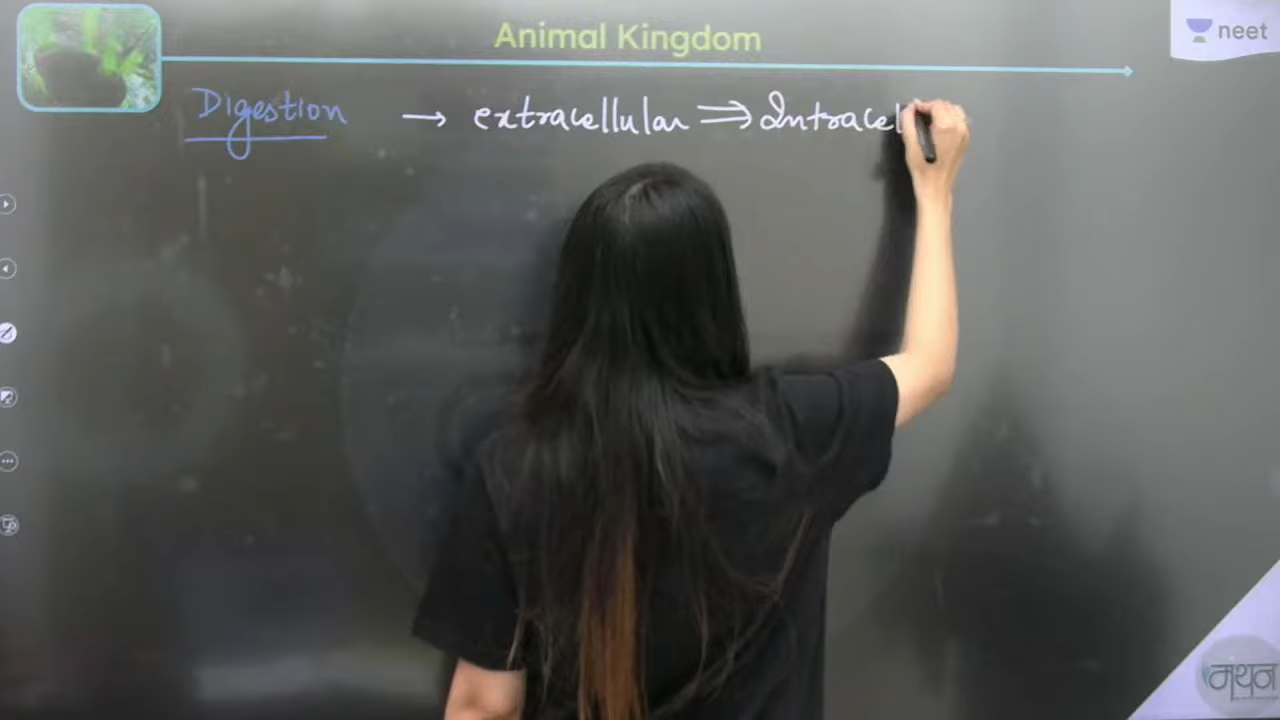 Animal Kingdom
neet
Digestion → extracellular ⇒ Intracel
मंथन